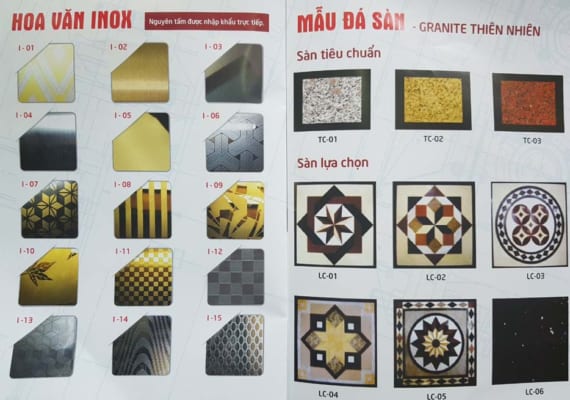 HOA VĂN INOX
Nguyên tấm được nhập khẩu trực tiếp.
I - 01 I - 02 I - 03
I -04 I -05 I -06
I -07 I -08 I -09
I -10 I -11 I -12
I -13 I -14 I -15
MẪU ĐÁ SÀN - GRANITE THIÊN NHIÊN
Sàn tiêu chuẩn
TC-01 TC-02 TC-03
Sàn lựa chọn
LC-01 LC-02 LC-03
LC-04 LC-05 LC-06